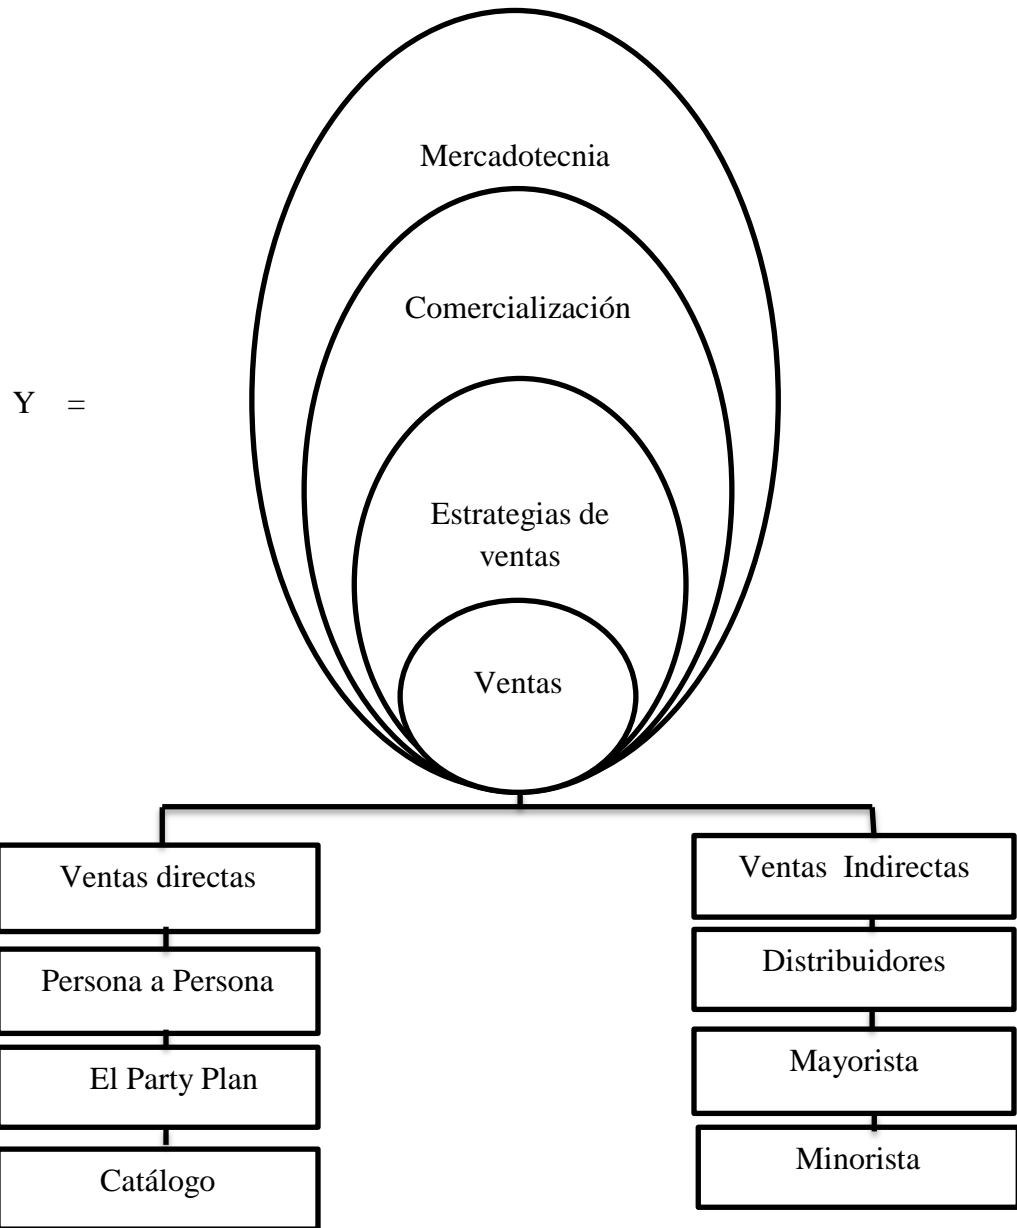 Mercadotecnia
Comercialización
Y =
Estrategias de
ventas
Ventas
Ventas directas
Persona a Persona
El Party Plan
Catálogo
Ventas Indirectas
Distribuidores
Mayorista
Minorista